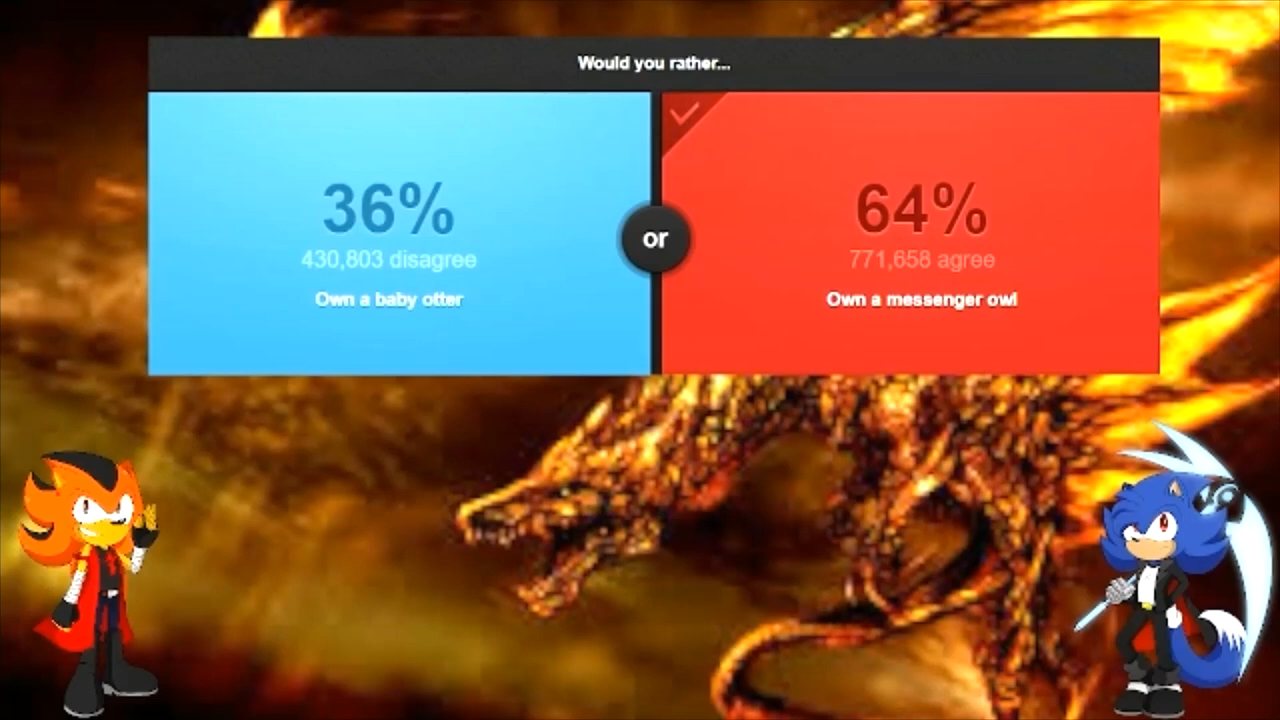 Would you rather...
36%
430,803 disagree
Own a baby otter
or
64%
771,658 agree
Own a messenger owl